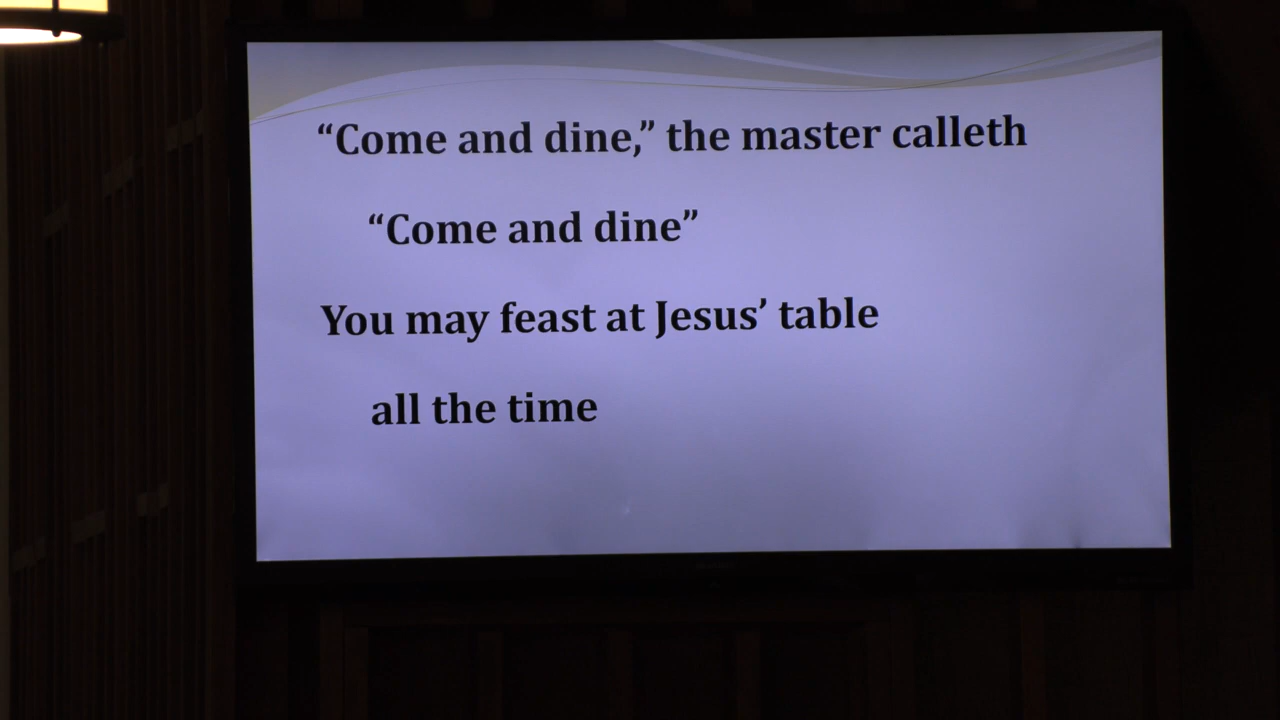 “Come and dine,” the master calleth
“Come and dine”
You may feast at Jesus’ table
all the time